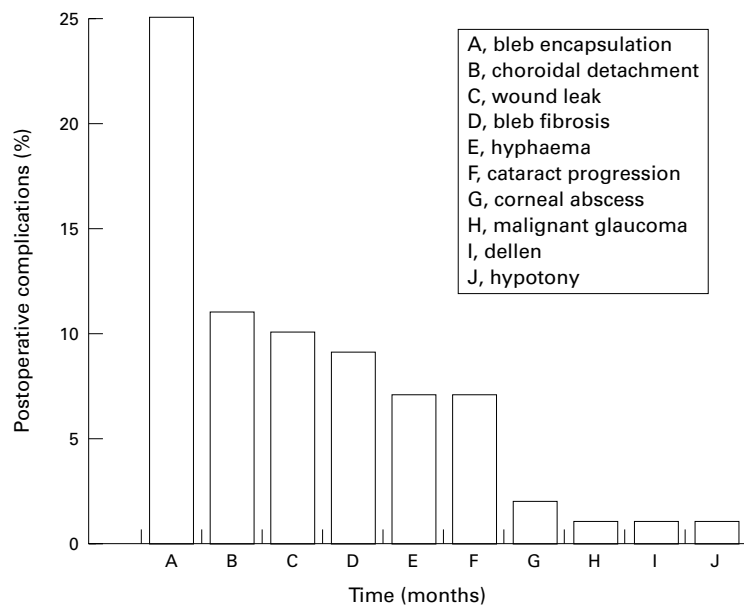 25
20
15
10
5
0
Postoperative complications (%)
A, bleb encapsulation
B, choroidal detachment
C, wound leak
D, bleb fibrosis
E, hyphaema
F, cataract progression
G, corneal abscess
H, malignant glaucoma
I, dellen
J, hypotony
A B C D E F G H I J
Time (months)